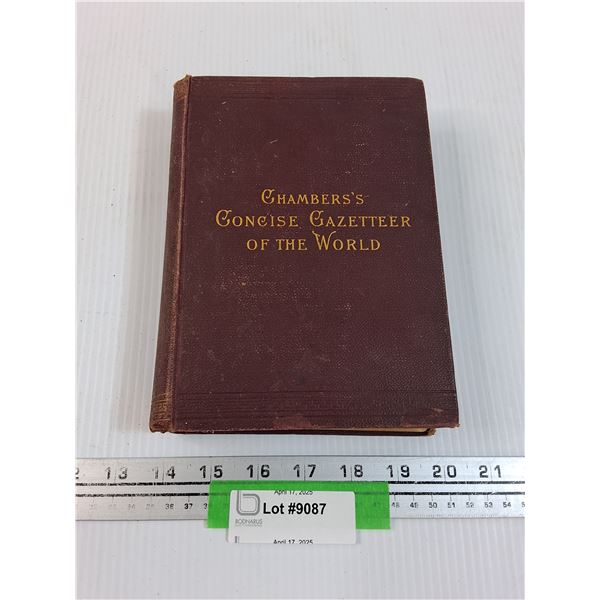 CHAMBERS'S
CONCISE GAZETTEER
OF THE WORLD
13 14 15 16 17 18 19 20 21
April 17, 2025
BODNARUS
Lot #9087
April 17, 2025